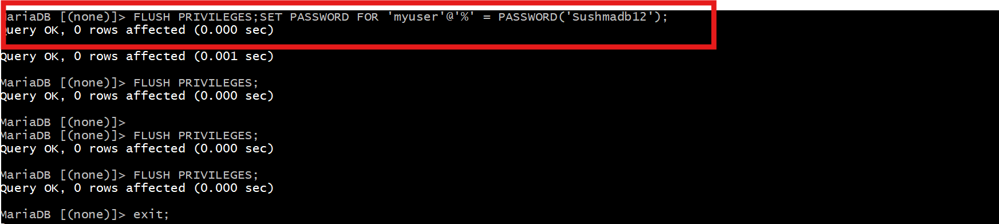 MariaDB [(none)]> FLUSH PRIVILEGES;SET PASSWORD FOR 'myuser'@'%' = PASSWORD('Sushmadb12');
Query OK, 0 rows affected (0.000 sec)
Query OK, 0 rows affected (0.001 sec)
MariaDB [(none)]> FLUSH PRIVILEGES;
Query OK, 0 rows affected (0.000 sec)
MariaDB [(none)]>
MariaDB [(none)]> FLUSH PRIVILEGES;
Query OK, 0 rows affected (0.000 sec)
MariaDB [(none)]> FLUSH PRIVILEGES;
Query OK, 0 rows affected (0.000 sec)
MariaDB [(none)]> exit;